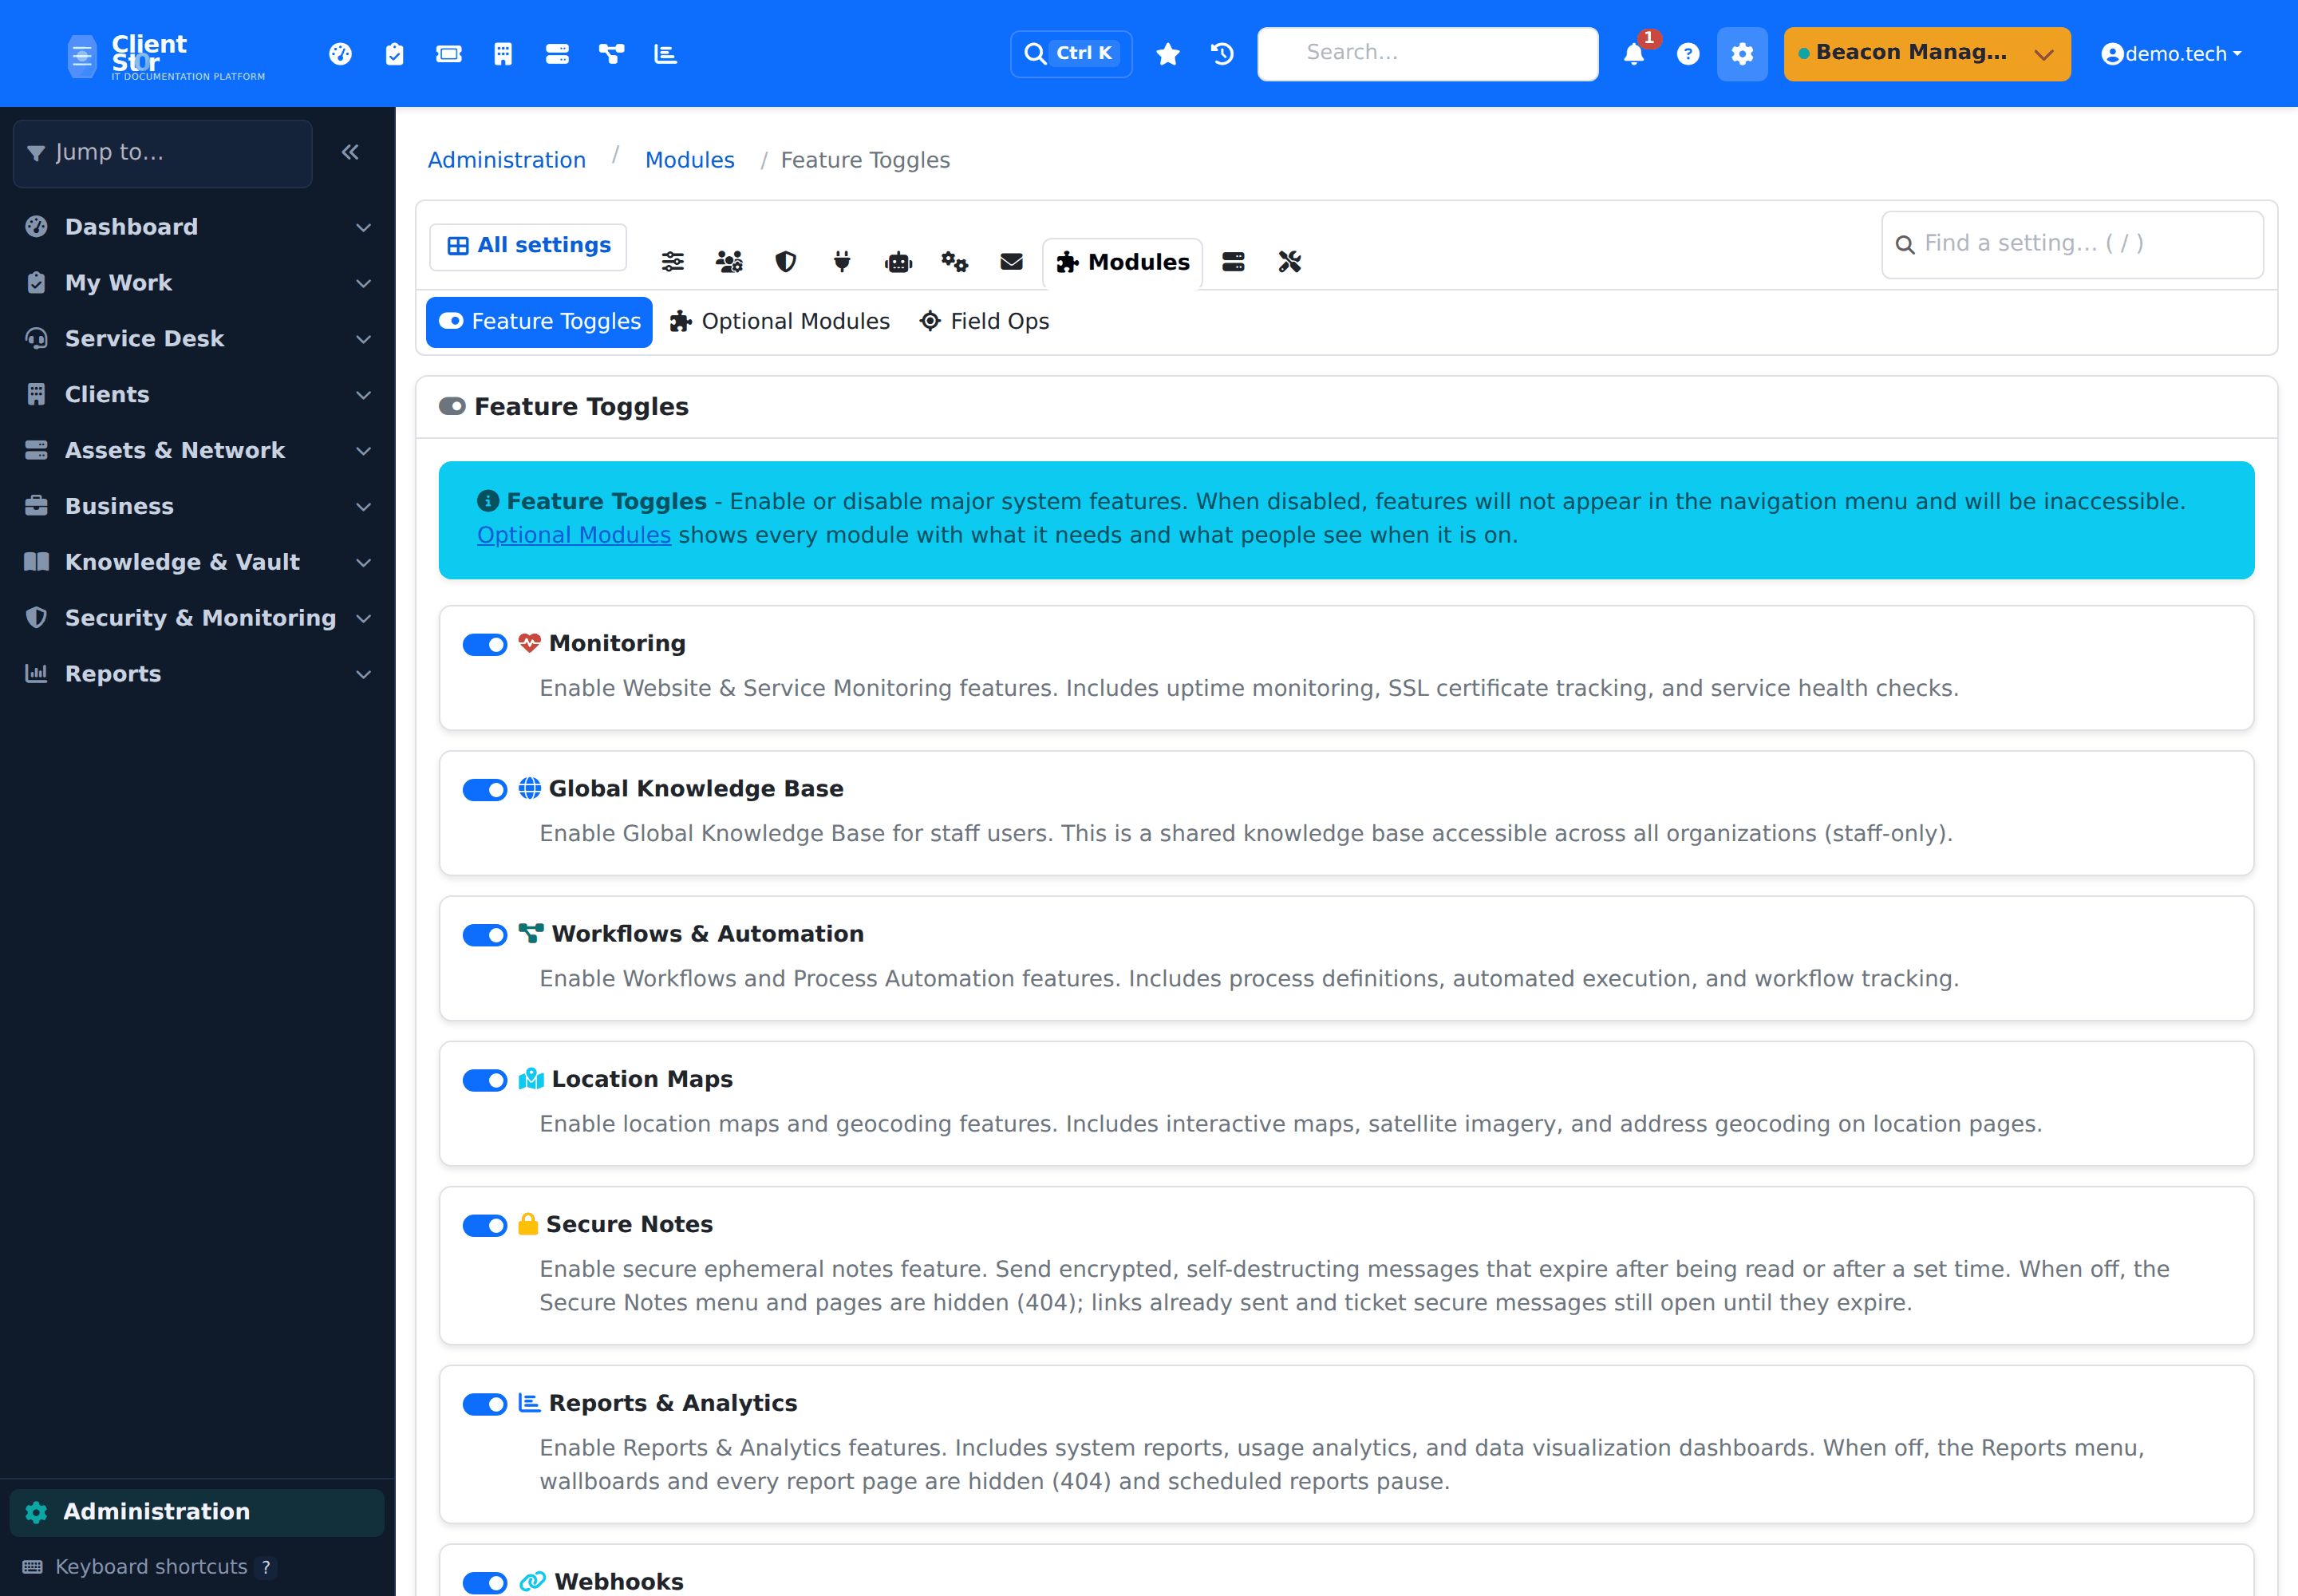 Client
St0r
IT DOCUMENTATION PLATFORM
Ctrl K
Search...
1
Beacon Manag...
demo.tech
Jump to...
Dashboard
My Work
Service Desk
Clients
Assets & Network
Business
Knowledge & Vault
Security & Monitoring
Reports
Administration
Keyboard shortcuts ?
Administration / Modules / Feature Toggles
All settings
Modules
Find a setting... ( / )
Feature Toggles
Optional Modules
Field Ops
Feature Toggles
Feature Toggles - Enable or disable major system features. When disabled, features will not appear in the navigation menu and will be inaccessible.
Optional Modules shows every module with what it needs and what people see when it is on.
Monitoring
Enable Website & Service Monitoring features. Includes uptime monitoring, SSL certificate tracking, and service health checks.
Global Knowledge Base
Enable Global Knowledge Base for staff users. This is a shared knowledge base accessible across all organizations (staff-only).
Workflows & Automation
Enable Workflows and Process Automation features. Includes process definitions, automated execution, and workflow tracking.
Location Maps
Enable location maps and geocoding features. Includes interactive maps, satellite imagery, and address geocoding on location pages.
Secure Notes
Enable secure ephemeral notes feature. Send encrypted, self-destructing messages that expire after being read or after a set time. When off, the
Secure Notes menu and pages are hidden (404); links already sent and ticket secure messages still open until they expire.
Reports & Analytics
Enable Reports & Analytics features. Includes system reports, usage analytics, and data visualization dashboards. When off, the Reports menu,
wallboards and every report page are hidden (404) and scheduled reports pause.
Webhooks